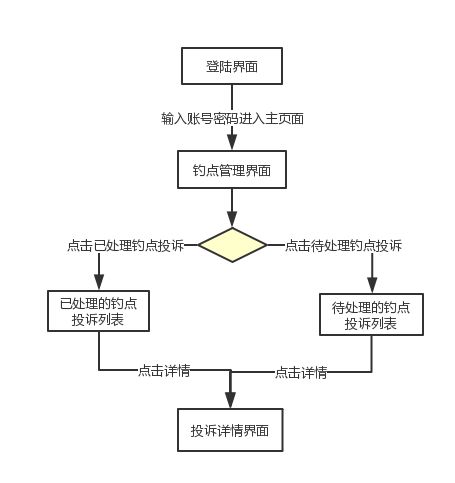 登陆界面
输入账号密码进入主页面
钓点管理界面
点击已处理钓点投诉
点击待处理钓点投诉
已处理的钓点
投诉列表
待处理的钓点
投诉列表
点击详情
点击详情
投诉详情界面